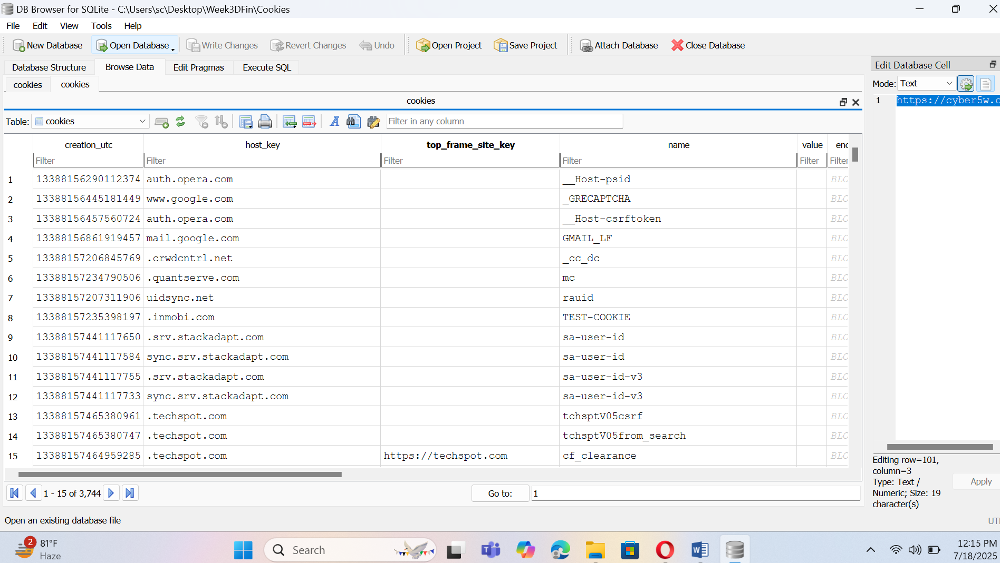 DB Browser for SQLite - C:\Users\sc\Desktop\Week3DFin\Cookies
File Edit View Tools Help
New Database Open Database Write Changes Revert Changes Undo Open Project Save Project Attach Database Close Database
Database Structure Browse Data Edit Pragmas Execute SQL
cookies cookies
cookies
Table: cookies Filter in any column
creation_utc host_key top_frame_site_key name value enc
Filter Filter Filter Filter Filter Filter
1 13388156290112374 auth.opera.com __Host-psid BLO
2 13388156445181449 www.google.com _GRECAPTCHA BLO
3 13388156457560724 auth.opera.com __Host-csrftoken BLO
4 13388156861919457 mail.google.com GMAIL_LF BLO
5 13388157206845769 .crwdcntrl.net _cc_dc BLO
6 13388157234790506 .quantserve.com mc BLO
7 13388157207311906 uidsync.net rauid BLO
8 13388157235398197 .inmobi.com TEST-COOKIE BLO
9 13388157441117650 .srv.stackadapt.com sa-user-id BLO
10 13388157441117584 sync.srv.stackadapt.com sa-user-id BLO
11 13388157441117755 .srv.stackadapt.com sa-user-id-v3 BLO
12 13388157441117733 sync.srv.stackadapt.com sa-user-id-v3 BLO
13 13388157465380961 .techspot.com tchsptV05csrf BLO
14 13388157465380747 .techspot.com tchsptV05from_search BLO
15 13388157464959285 .techspot.com https://techspot.com cf_clearance BLO
1 - 15 of 3,744 Go to: 1
Edit Database Cell
Mode: Text
1 https://cyber5w.c
Editing row=101,
column=3
Type: Text /
Numeric; Size: 19
character(s)
Apply
Open an existing database file
UTF
2 81°F
Haze
Search
12:15 PM
7/18/2025